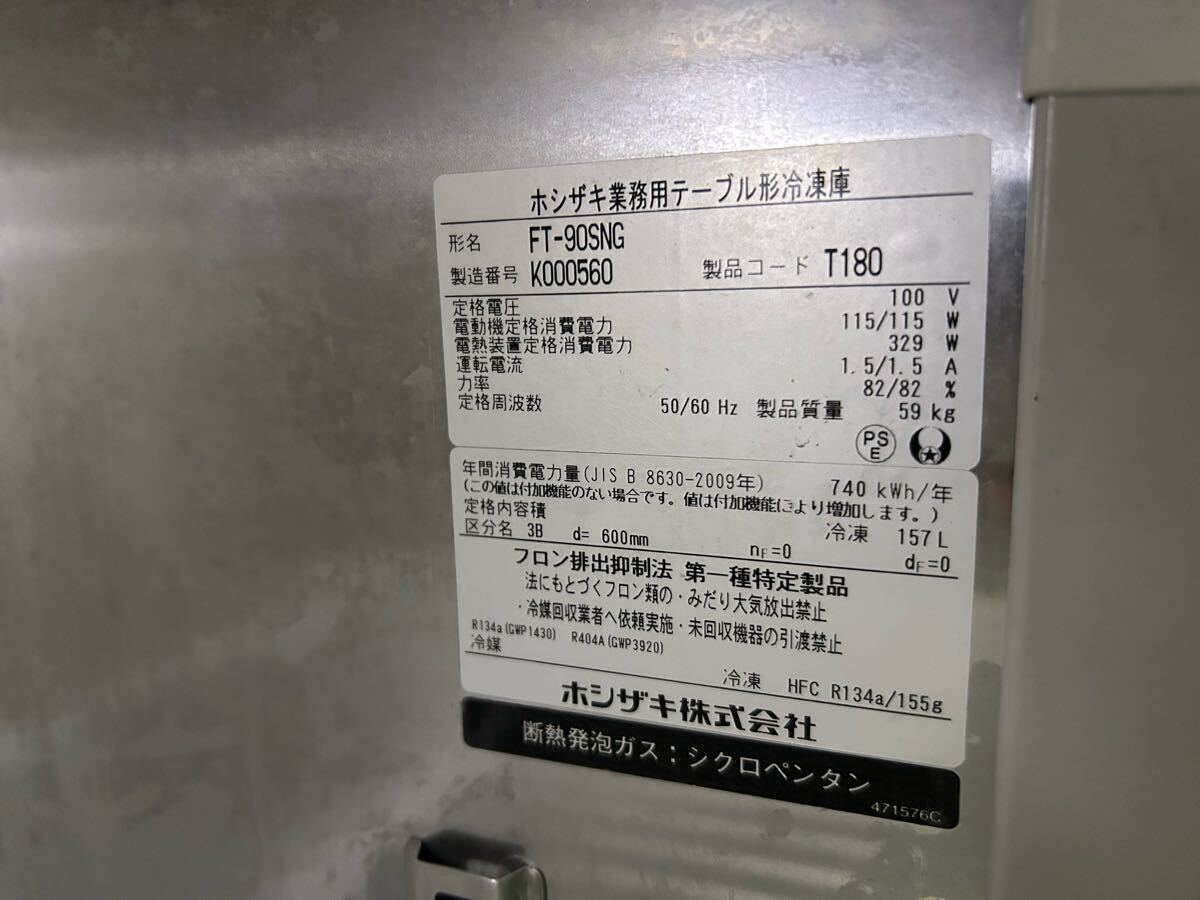 ホシザキ業務用テーブル形冷凍庫
形名 FT-90SNG
製造番号 K000560 製品コード T180
定格電圧 100 V
電動機定格消費電力 115/115 W
電熱装置定格消費電力 329 W
運転電流 1.5/1.5 A
力率 82/82 %
定格周波数 50/60 Hz 製品質量 59 kg
PS
E
年間消費電力量(JIS B 8630-2009年) 740 kWh/年
(この値は付加機能のない場合です。値は付加機能により増加します。)
定格内容積 冷凍 157L
区分名 3B d= 600mm nF=0 dF=0
フロン排出抑制法 第一種特定製品
法にもとづくフロン類の・みだり大気放出禁止
・冷媒回収業者へ依頼実施・未回収機器の引渡禁止
R134a(GWP1430) R404A(GWP3920)
冷媒 冷凍 HFC R134a/155g
ホシザキ株式会社
断熱発泡ガス：シクロペンタン
471576C